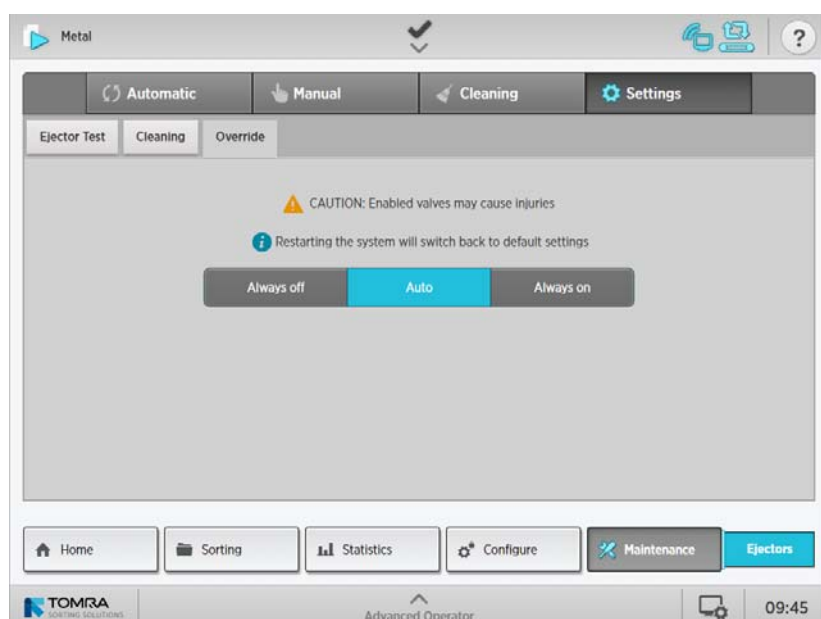 Metal
?
Automatic
Manual
Cleaning
Settings
Ejector Test
Cleaning
Override
CAUTION: Enabled valves may cause injuries
Restarting the system will switch back to default settings
Always off
Auto
Always on
Home
Sorting
Statistics
Configure
Maintenance
Ejectors
TOMRA
SORTING SOLUTIONS
Advanced Operator
09:45